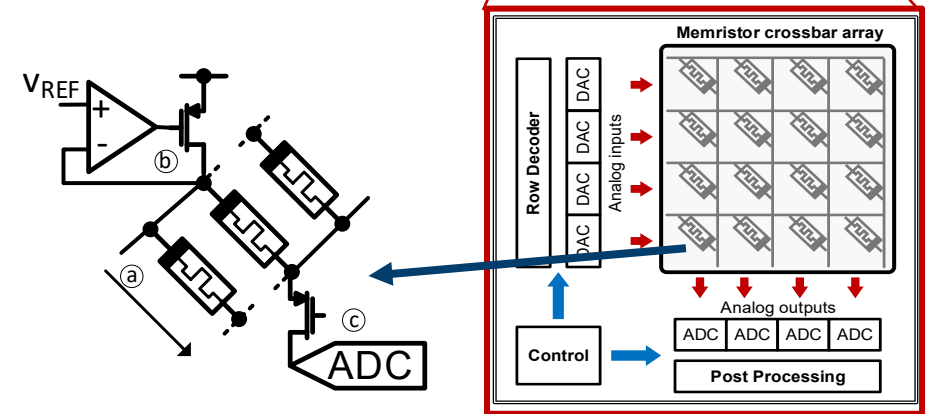 VREF
+
-
ⓑ
ⓐ
ⓒ
ADC
Memristor crossbar array
Row Decoder
DAC
DAC
DAC
DAC
Analog inputs
Analog outputs
ADC ADC ADC ADC
Control
Post Processing